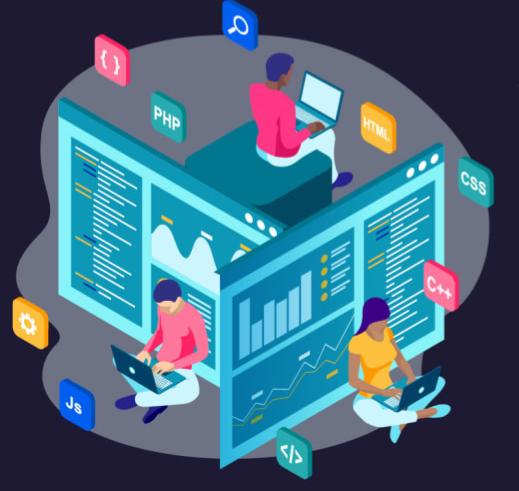 { }
PHP
HTML
CSS
C++
Js
</>